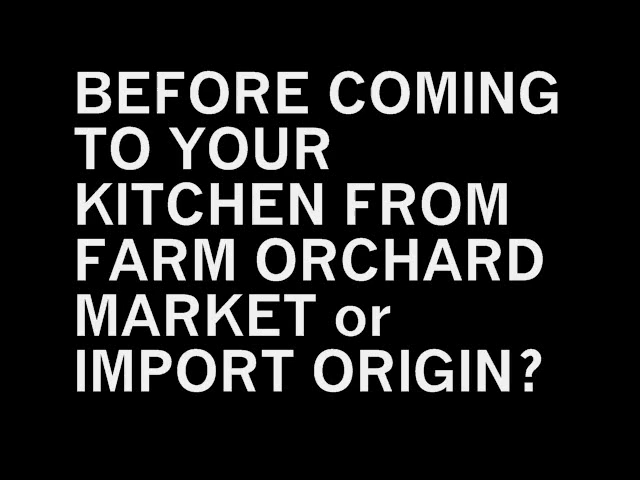 BEFORE COMING
TO YOUR
KITCHEN FROM
FARM ORCHARD
MARKET or
IMPORT ORIGIN?